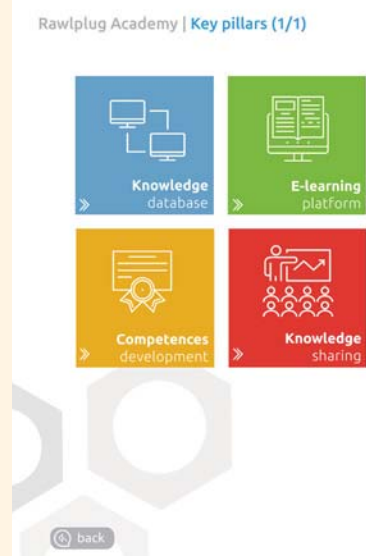 Rawlplug Academy | Key pillars (1/1)
Knowledge
database
E-learning
platform
Competences
development
Knowledge
sharing
back